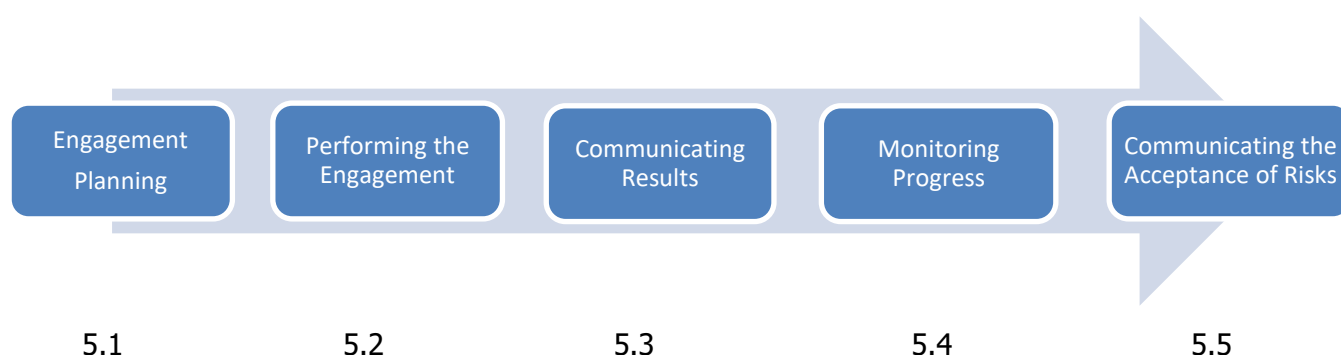 Engagement
Planning
Performing the
Engagement
Communicating
Results
Monitoring
Progress
Communicating the
Acceptance of Risks
5.1
5.2
5.3
5.4
5.5